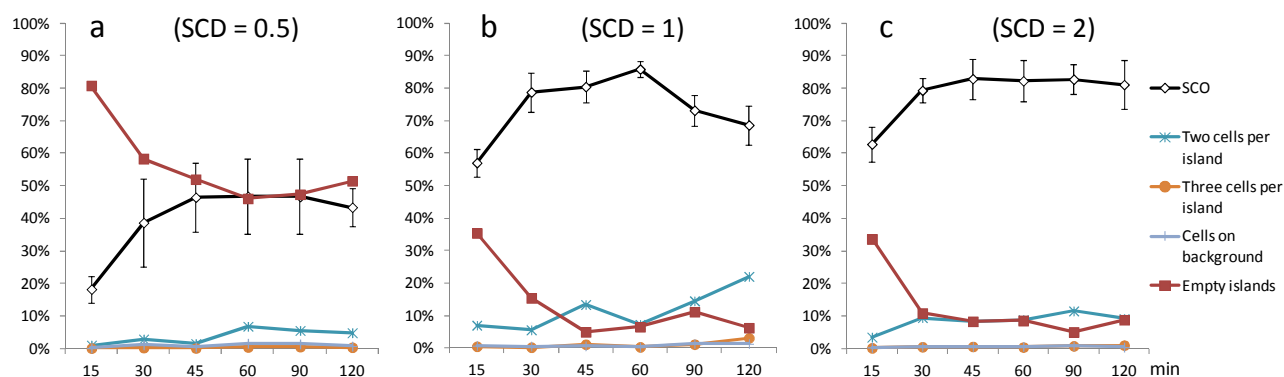 a (SCD = 0.5)
100%
90%
80%
70%
60%
50%
40%
30%
20%
10%
0%
15 30 45 60 90 120
b (SCD = 1)
100%
90%
80%
70%
60%
50%
40%
30%
20%
10%
0%
15 30 45 60 90 120
c (SCD = 2)
100%
90%
80%
70%
60%
50%
40%
30%
20%
10%
0%
15 30 45 60 90 120 min
SCO
Two cells per
island
Three cells per
island
Cells on
background
Empty islands